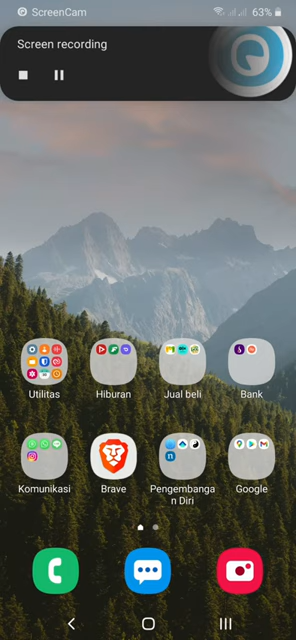 ScreenCam 63%
Screen recording
Utilitas Hiburan Jual beli Bank
Komunikasi Brave Pengembanga Google
n Diri